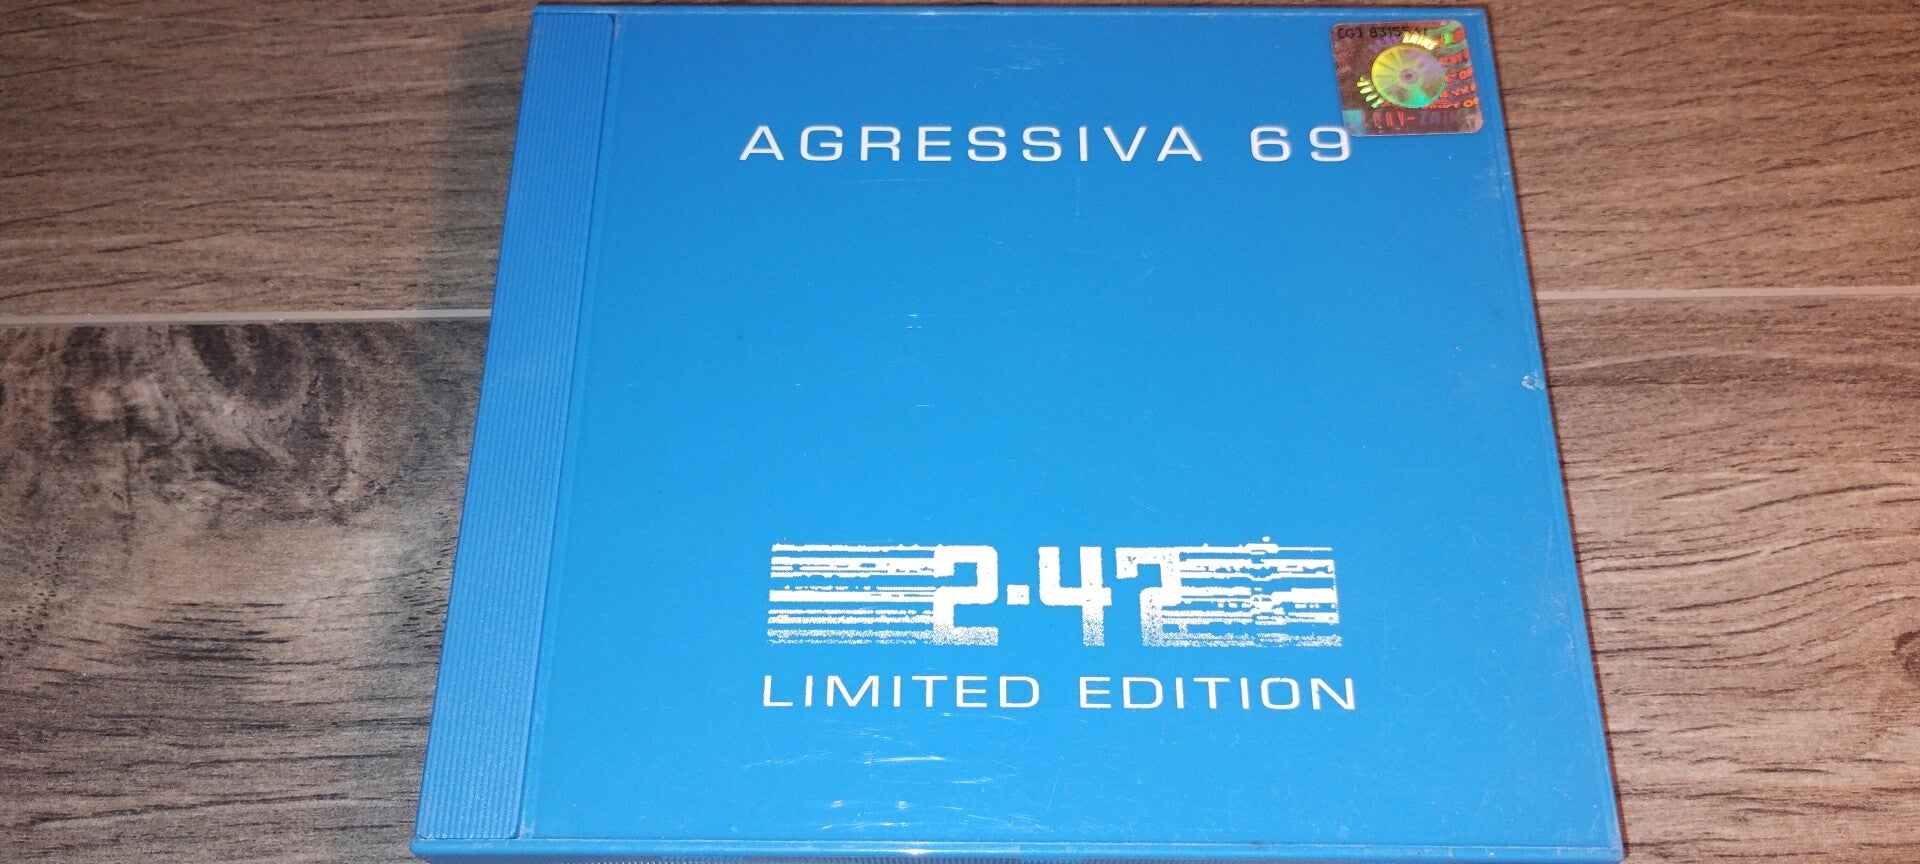 AGRESSIVA 69
2·47
LIMITED EDITION